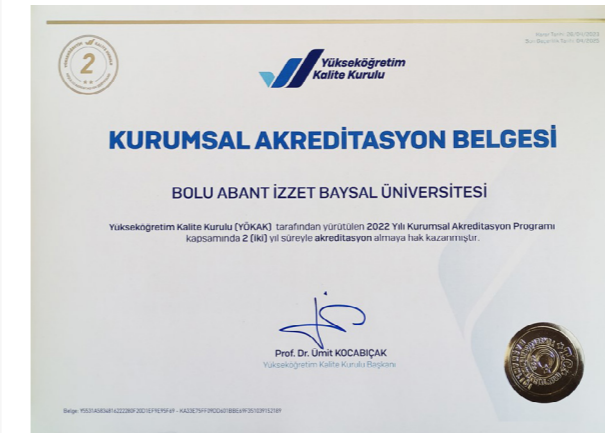 2
Yükseköğretim
Kalite Kurulu
KURUMSAL AKREDİTASYON BELGESİ
BOLU ABANT İZZET BAYSAL ÜNİVERSİTESİ
Yükseköğretim Kalite Kurulu (YÖKAK) tarafından yürütülen 2022 Yılı Kurumsal Akreditasyon Programı
kapsamında 2 (iki) yıl süreyle akreditasyon almaya hak kazanmıştır.
Prof. Dr. Ümit KOCABIÇAK
Yükseköğretim Kalite Kurulu Başkanı